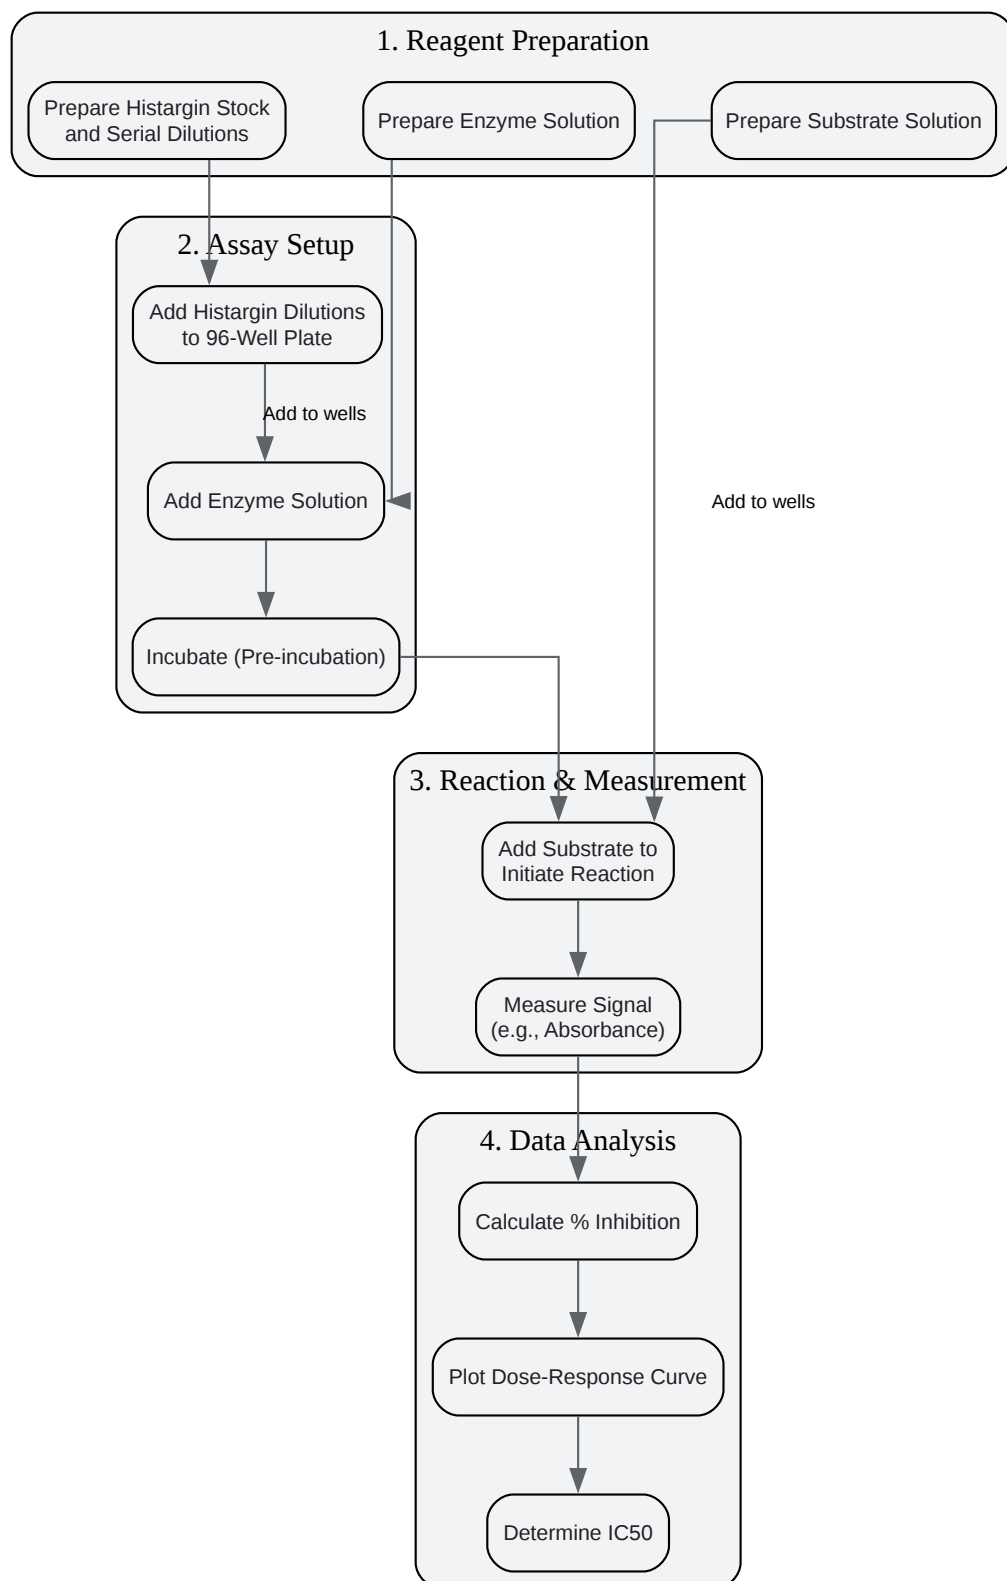 1. Reagent Preparation
Prepare Histargin Stock
and Serial Dilutions
Prepare Enzyme Solution
Prepare Substrate Solution
2. Assay Setup
Add Histargin Dilutions
to 96-Well Plate
Add to wells
Add Enzyme Solution
Add to wells
Incubate (Pre-incubation)
3. Reaction & Measurement
Add Substrate to
Initiate Reaction
Measure Signal
(e.g., Absorbance)
4. Data Analysis
Calculate % Inhibition
Plot Dose-Response Curve
Determine IC50